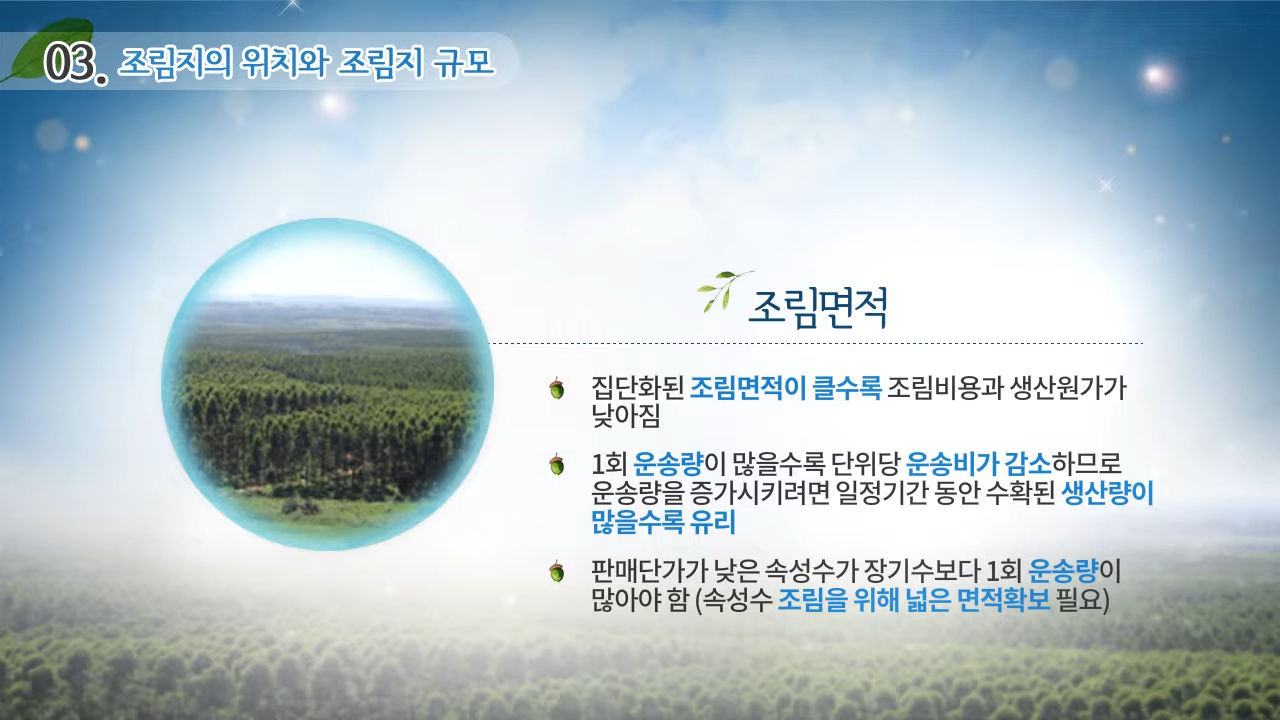 03. 조림지의 위치와 조림지 규모
조림면적
집단화된 조림면적이 클수록 조림비용과 생산원가가
낮아짐
1회 운송량이 많을수록 단위당 운송비가 감소하므로
운송량을 증가시키려면 일정기간 동안 수확된 생산량이
많을수록 유리
판매단가가 낮은 속성수가 장기수보다 1회 운송량이
많아야 함 (속성수 조림을 위해 넓은 면적확보 필요)